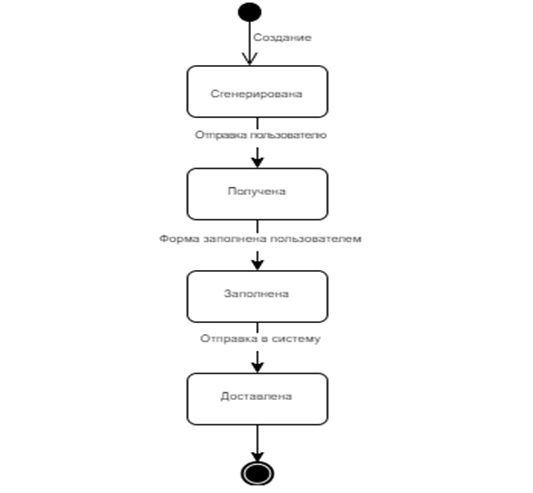 Создание
Сгенерирована
Отправка пользователю
Получена
Форма заполнена пользователем
Заполнена
Отправка в систему
Доставлена